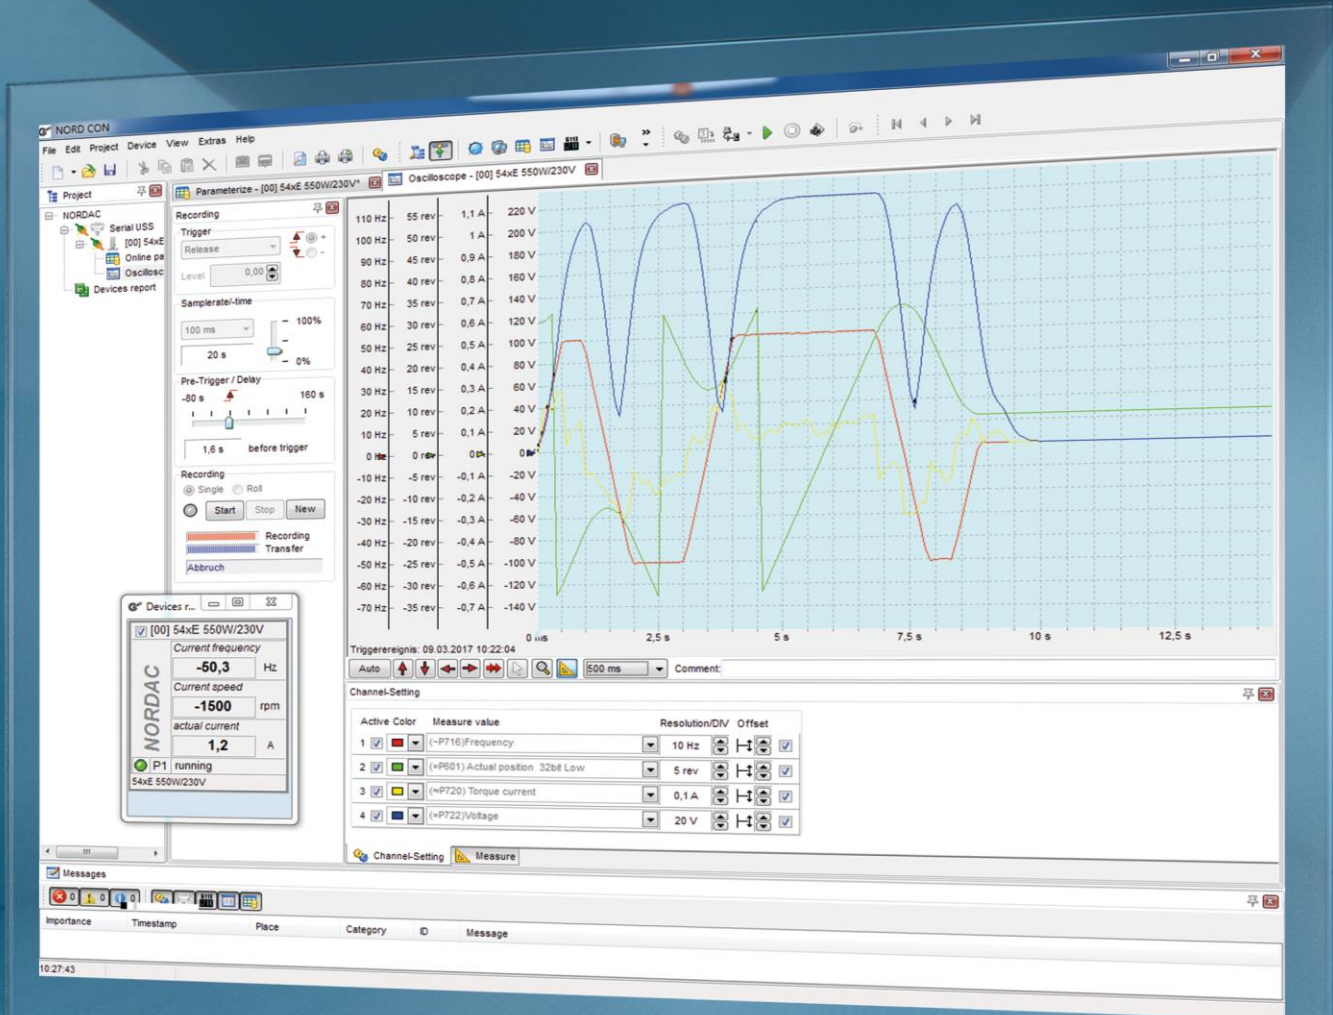 NORD CON
File Edit Project Device View Extras Help
Project
NORDAC
Serial USS
[00] 54xE
Online pa
Oscillosc
Devices report
Parameterize - [00] 54xE 550W/230V*
Oscilloscope - [00] 54xE 550W/230V
Recording
Trigger
Release
+
Level 0,00
-
Samplerate/-time
100 ms
100%
20 s
0%
Pre-Trigger / Delay
-80 s 160 s
1,6 s before trigger
Recording
Single Roll
Start Stop New
Recording
Transfer
Abbruch
110 Hz 55 rev 1,1 A 220 V
100 Hz 50 rev 1 A 200 V
90 Hz 45 rev 0,9 A 180 V
80 Hz 40 rev 0,8 A 160 V
70 Hz 35 rev 0,7 A 140 V
60 Hz 30 rev 0,6 A 120 V
50 Hz 25 rev 0,5 A 100 V
40 Hz 20 rev 0,4 A 80 V
30 Hz 15 rev 0,3 A 60 V
20 Hz 10 rev 0,2 A 40 V
10 Hz 5 rev 0,1 A 20 V
0 Hz 0 rev 0 A 0 V
-10 Hz -5 rev -0,1 A -20 V
-20 Hz -10 rev -0,2 A -40 V
-30 Hz -15 rev -0,3 A -60 V
-40 Hz -20 rev -0,4 A -80 V
-50 Hz -25 rev -0,5 A -100 V
-60 Hz -30 rev -0,6 A -120 V
-70 Hz -35 rev -0,7 A -140 V
0 ms 2,5 s 5 s 7,5 s 10 s 12,5 s
Triggerereignis: 09.03.2017 10:22:04
Auto 500 ms Comment:
Channel-Setting
Active Color Measure value Resolution/DIV Offset
1 (~P716)Frequency 10 Hz
2 (=P601) Actual position 32bit Low 5 rev
3 (≈P720) Torque current 0,1 A
4 (=P722)Voltage 20 V
Channel-Setting Measure
Devices r...
[00] 54xE 550W/230V
NORDAC
Current frequency
-50,3 Hz
Current speed
-1500 rpm
actual current
1,2 A
P1 running
54xE 550W/230V
Messages
0 0 0
Importance Timestamp Place Category ID Message
10:27:43